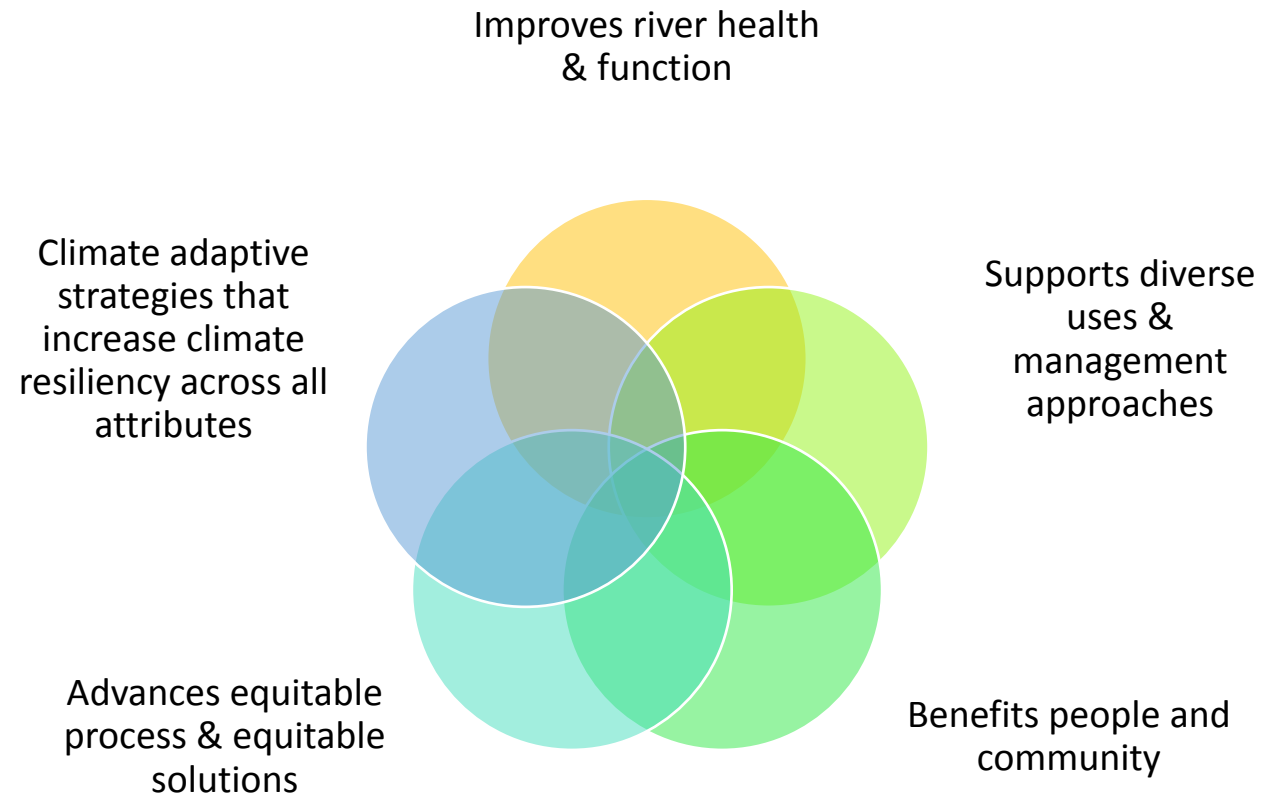 Improves river health
& function
Climate adaptive
strategies that
increase climate
resiliency across all
attributes
Supports diverse
uses &
management
approaches
Advances equitable
process & equitable
solutions
Benefits people and
community